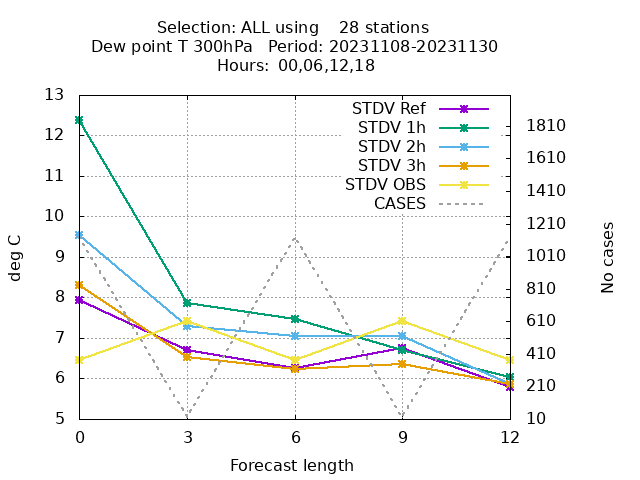 Selection: ALL using 28 stations
Dew point T 300hPa Period: 20231108-20231130
Hours: 00,06,12,18
STDV Ref
STDV 1h
STDV 2h
STDV 3h
STDV OBS
CASES
13
12
11
10
9
8
7
6
5
deg C
1810
1610
1410
1210
1010
810
610
410
210
10
No cases
0 3 6 9 12
Forecast length